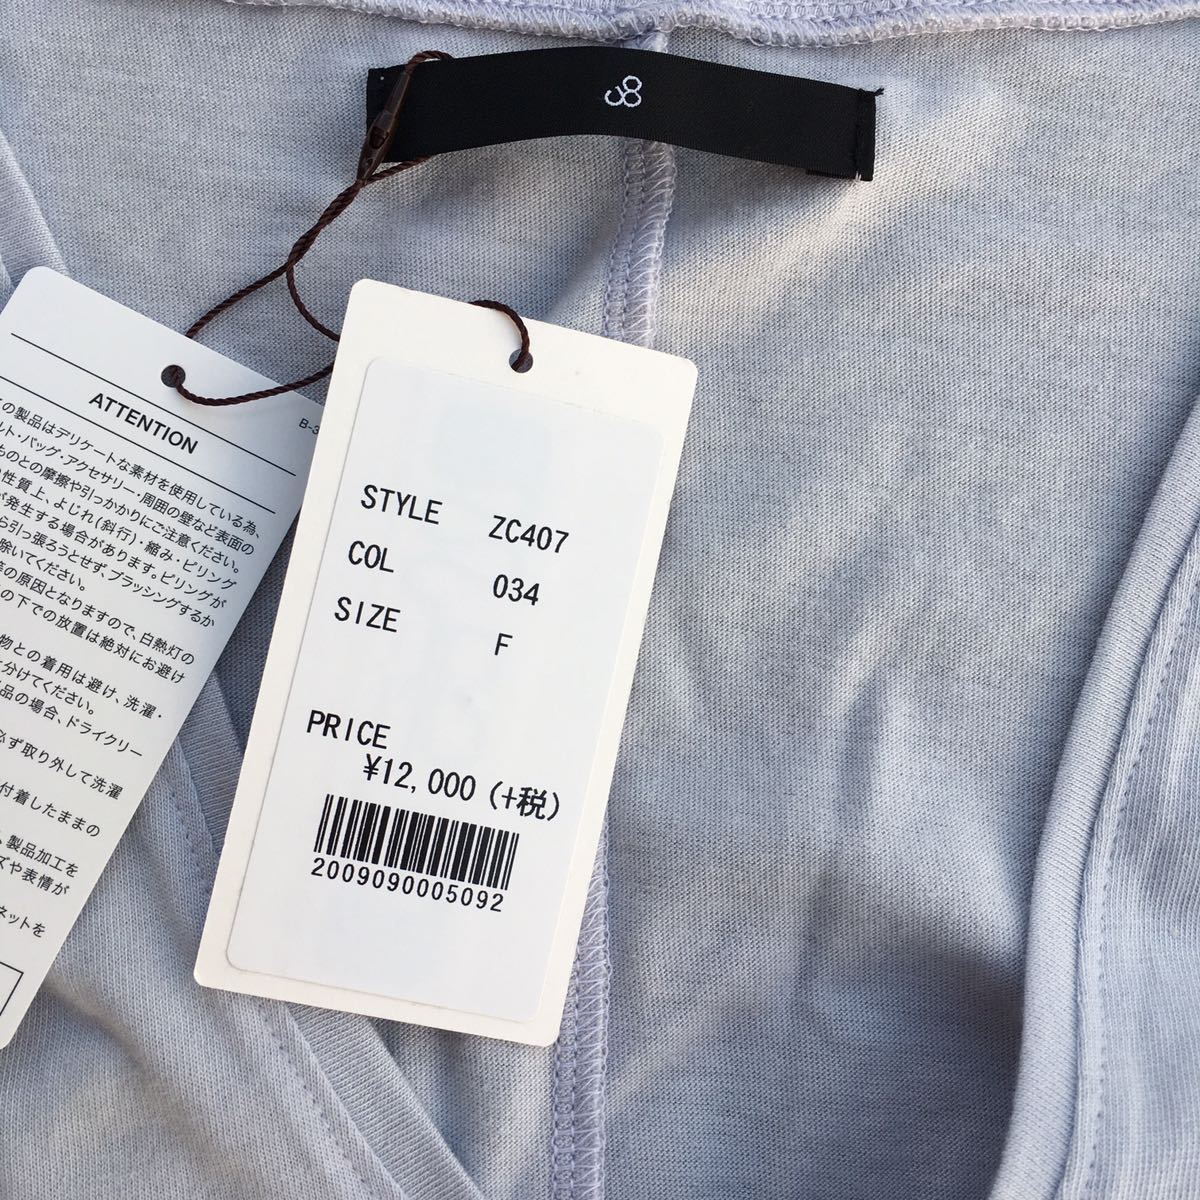 38
ATTENTION
の製品はデリケートな素材を使用している為、
ルト・バッグ・アクセサリー・周囲の壁など表面の
ものとの摩擦や引っかかりにご注意ください。
性質上、よじれ(斜行)・縮み・ピリング
が発生する場合があります。ピリングが
ら引っ張ろうとせず、ブラッシングするか
除いてください。
の原因となりますので、白熱灯の
の下での放置は絶対にお避け
物との着用は避け、洗濯・
分けてください。
品の場合、ドライクリー
必ず取り外して洗濯
付着したままの
、製品加工を
ズや表情が
ネットを
STYLE ZC407
COL 034
SIZE F
PRICE
¥12,000 (+税)
2009090005092